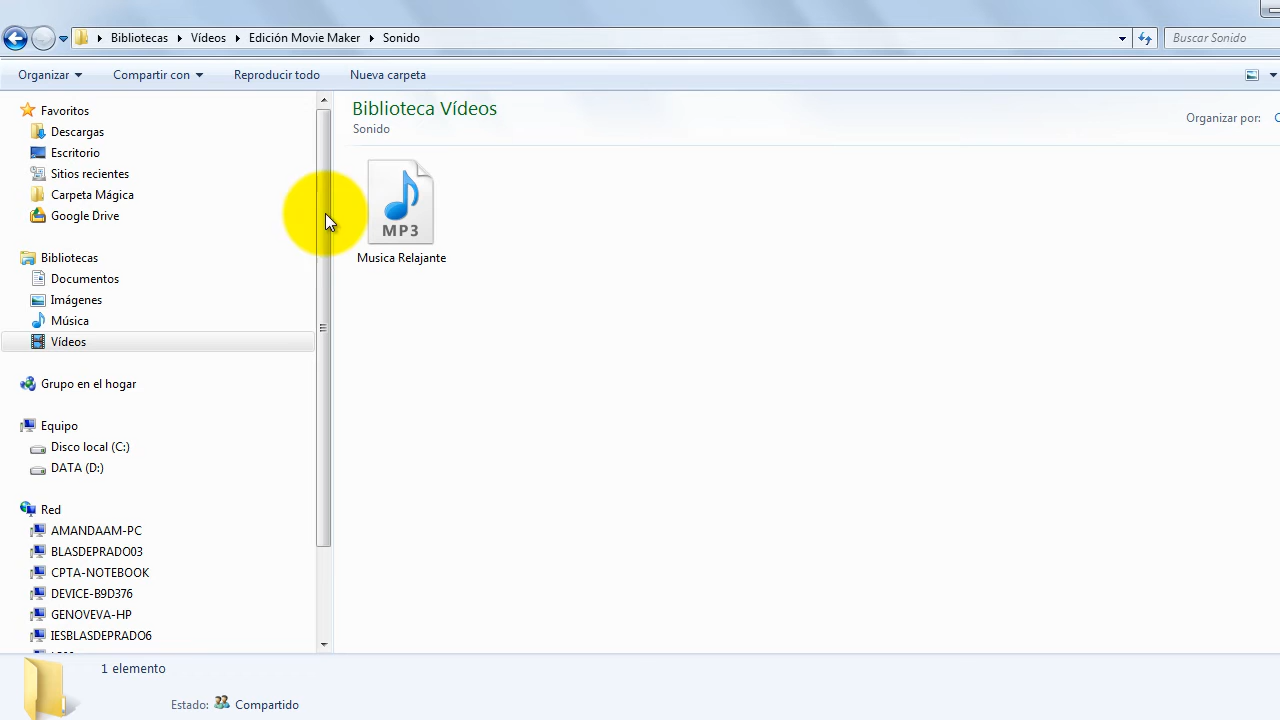 Bibliotecas Vídeos Edición Movie Maker Sonido
Buscar Sonido
Organizar Compartir con Reproducir todo Nueva carpeta
Favoritos
Descargas
Escritorio
Sitios recientes
Carpeta Mágica
Google Drive
Bibliotecas
Documentos
Imágenes
Música
Vídeos
Grupo en el hogar
Equipo
Disco local (C:)
DATA (D:)
Red
AMANDAAM-PC
BLASDEPRADO03
CPTA-NOTEBOOK
DEVICE-B9D376
GENOVEVA-HP
IESBLASDEPRADO6
Biblioteca Vídeos
Sonido
Organizar por:
MP3
Musica Relajante
1 elemento
Estado: Compartido